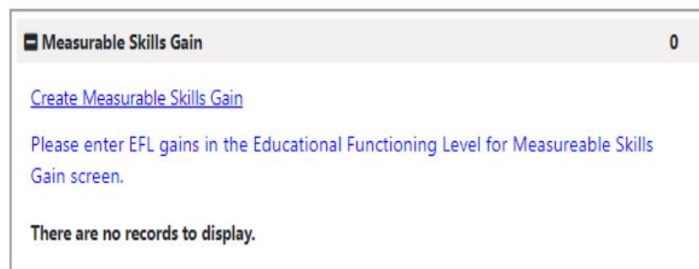 Measurable Skills Gain 0
Create Measurable Skills Gain
Please enter EFL gains in the Educational Functioning Level for Measureable Skills
Gain screen.
There are no records to display.